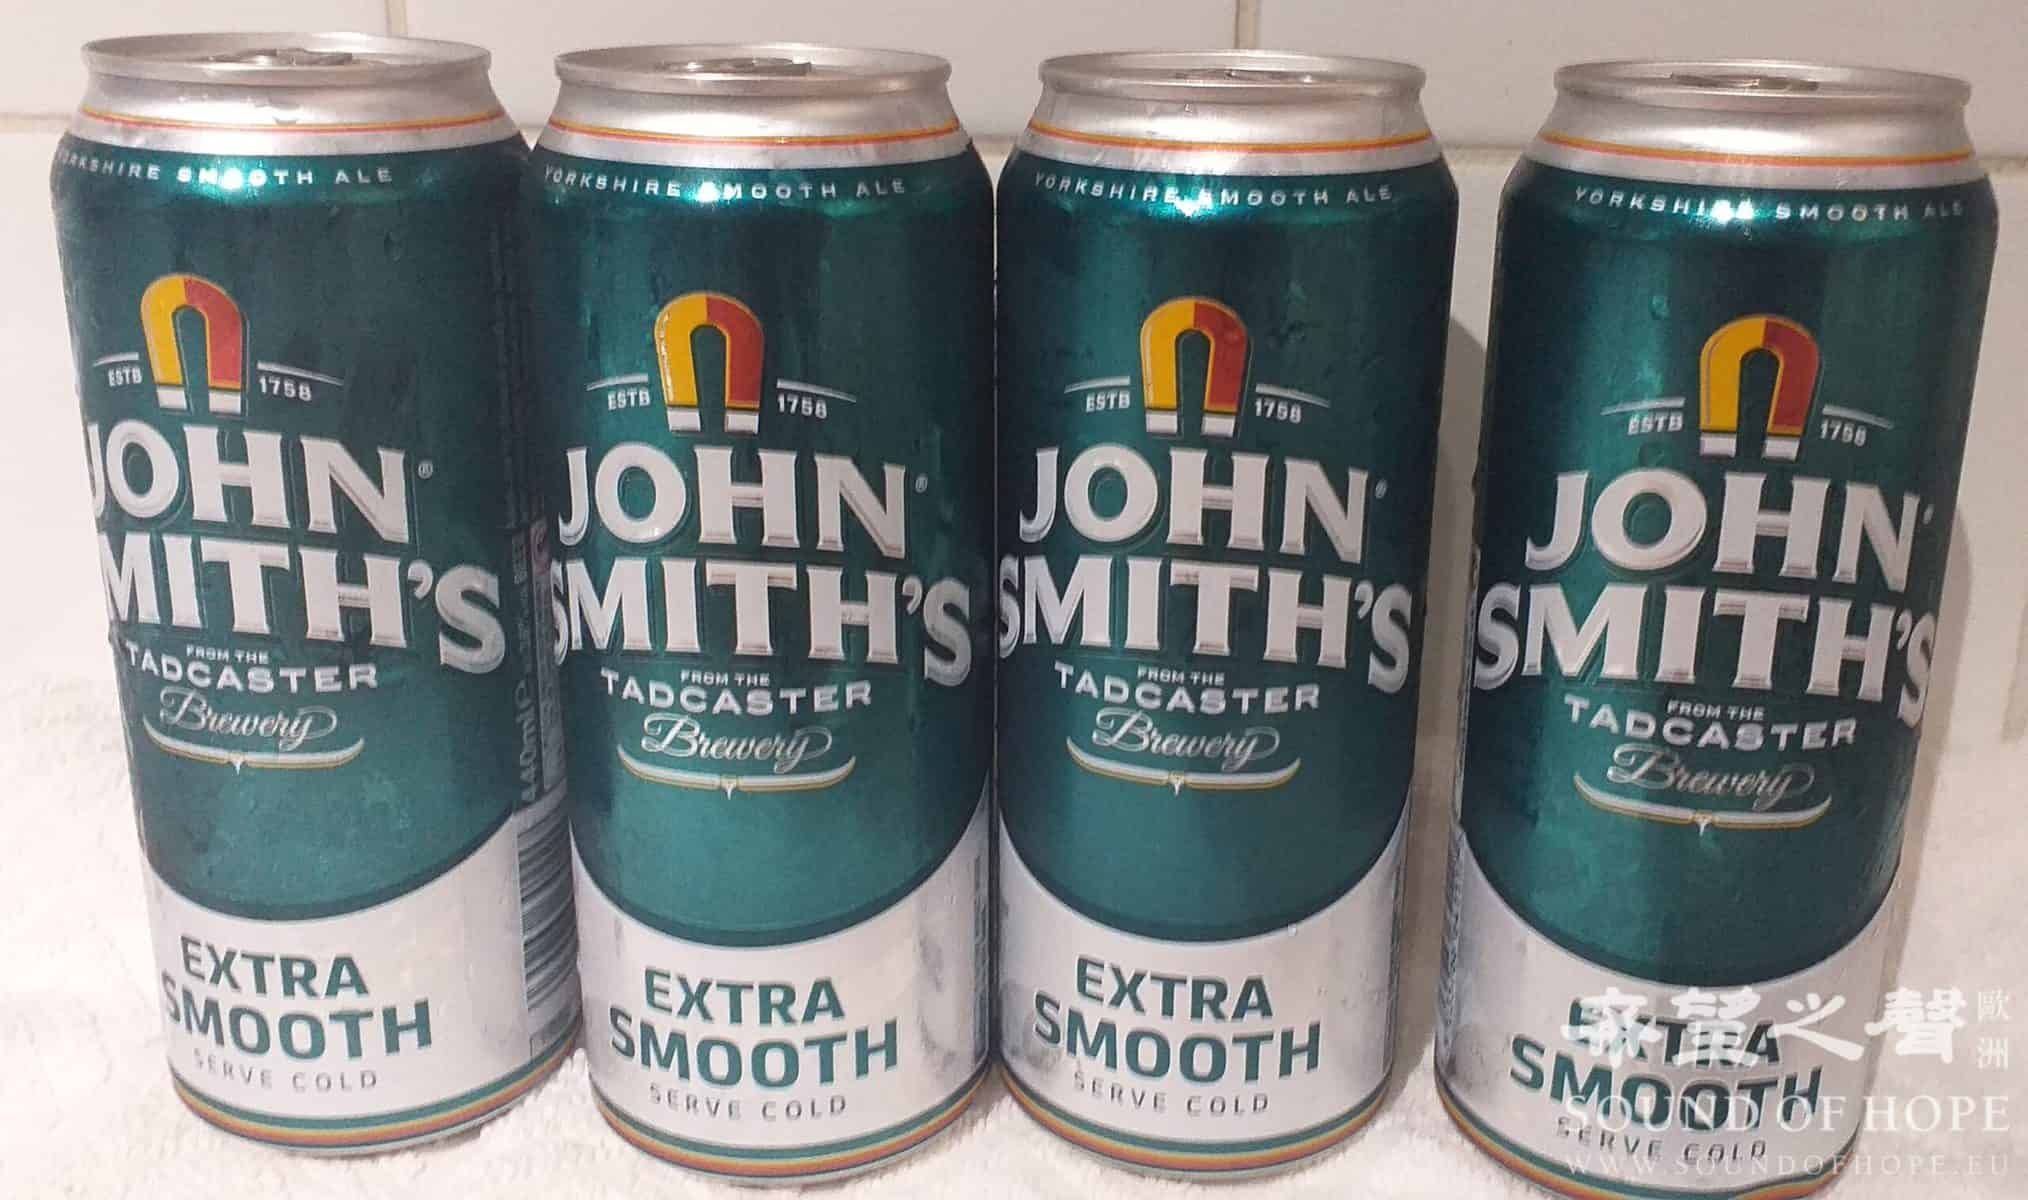 YORKSHIRE SMOOTH ALE
ESTB 1758
JOHN
SMITH'S
FROM THE
TADCASTER
Brewery
EXTRA
SMOOTH
SERVE COLD
440ml
YORKSHIRE SMOOTH ALE
ESTB 1758
JOHN
SMITH'S
FROM THE
TADCASTER
Brewery
EXTRA
SMOOTH
SERVE COLD
YORKSHIRE SMOOTH ALE
ESTB 1758
JOHN
SMITH'S
FROM THE
TADCASTER
Brewery
EXTRA
SMOOTH
SERVE COLD
YORKSHIRE SMOOTH ALE
ESTB 1758
JOHN
SMITH'S
FROM THE
TADCASTER
Brewery
EXTRA
SMOOTH
SERVE COLD
希望之聲 歐洲
SOUND OF HOPE
WWW.SOUNDOFHOPE.EU